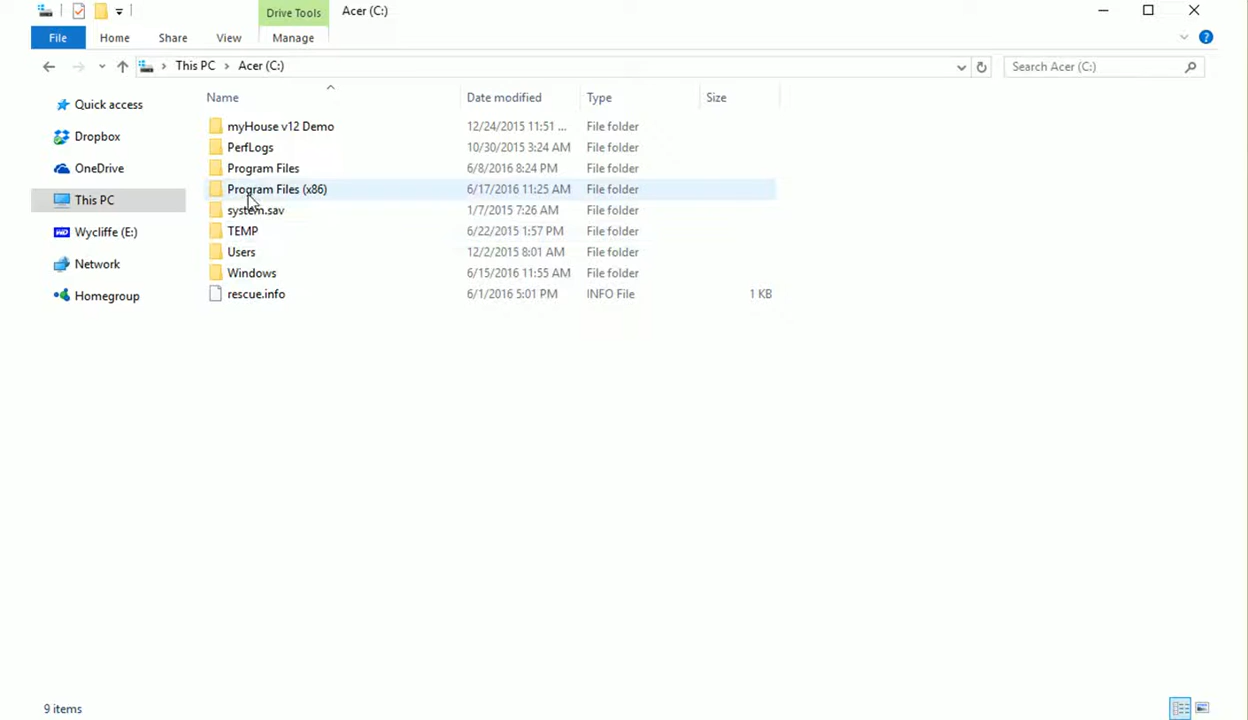 Drive Tools Acer (C:)
File Home Share View Manage
This PC Acer (C:) Search Acer (C:)
Name Date modified Type Size
Quick access
Dropbox
OneDrive
This PC
Wycliffe (E:)
Network
Homegroup
myHouse v12 Demo 12/24/2015 11:51 ... File folder
PerfLogs 10/30/2015 3:24 AM File folder
Program Files 6/8/2016 8:24 PM File folder
Program Files (x86) 6/17/2016 11:25 AM File folder
system.sav 1/7/2015 7:26 AM File folder
TEMP 6/22/2015 1:57 PM File folder
Users 12/2/2015 8:01 AM File folder
Windows 6/15/2016 11:55 AM File folder
rescue.info 6/1/2016 5:01 PM INFO File 1 KB
9 items